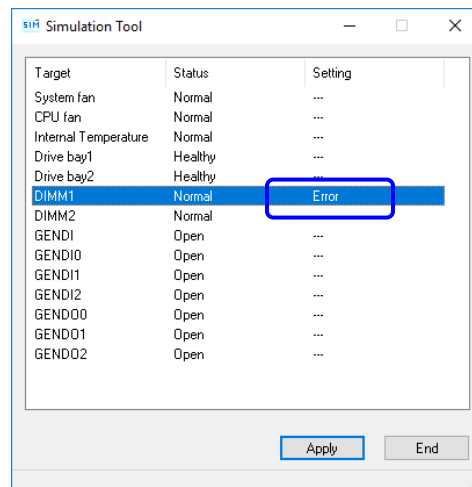 SIM Simulation Tool
Target Status Setting
System fan Normal ---
CPU fan Normal ---
Internal Temperature Normal ---
Drive bay1 Healthy ---
Drive bay2 Healthy ---
DIMM1 Normal Error
DIMM2 Normal ---
GENDI Open ---
GENDI0 Open ---
GENDI1 Open ---
GENDI2 Open ---
GENDO0 Open ---
GENDO1 Open ---
GENDO2 Open ---
Apply End